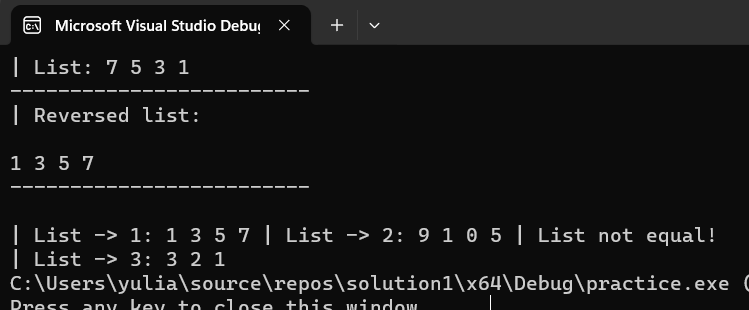 Microsoft Visual Studio Debug
| List: 7 5 3 1
-------------------------
| Reversed list:
1 3 5 7
-------------------------
| List -> 1: 1 3 5 7 | List -> 2: 9 1 0 5 | List not equal!
| List -> 3: 3 2 1
C:\Users\yulia\source\repos\solution1\x64\Debug\practice.exe (
Press any key to close this window